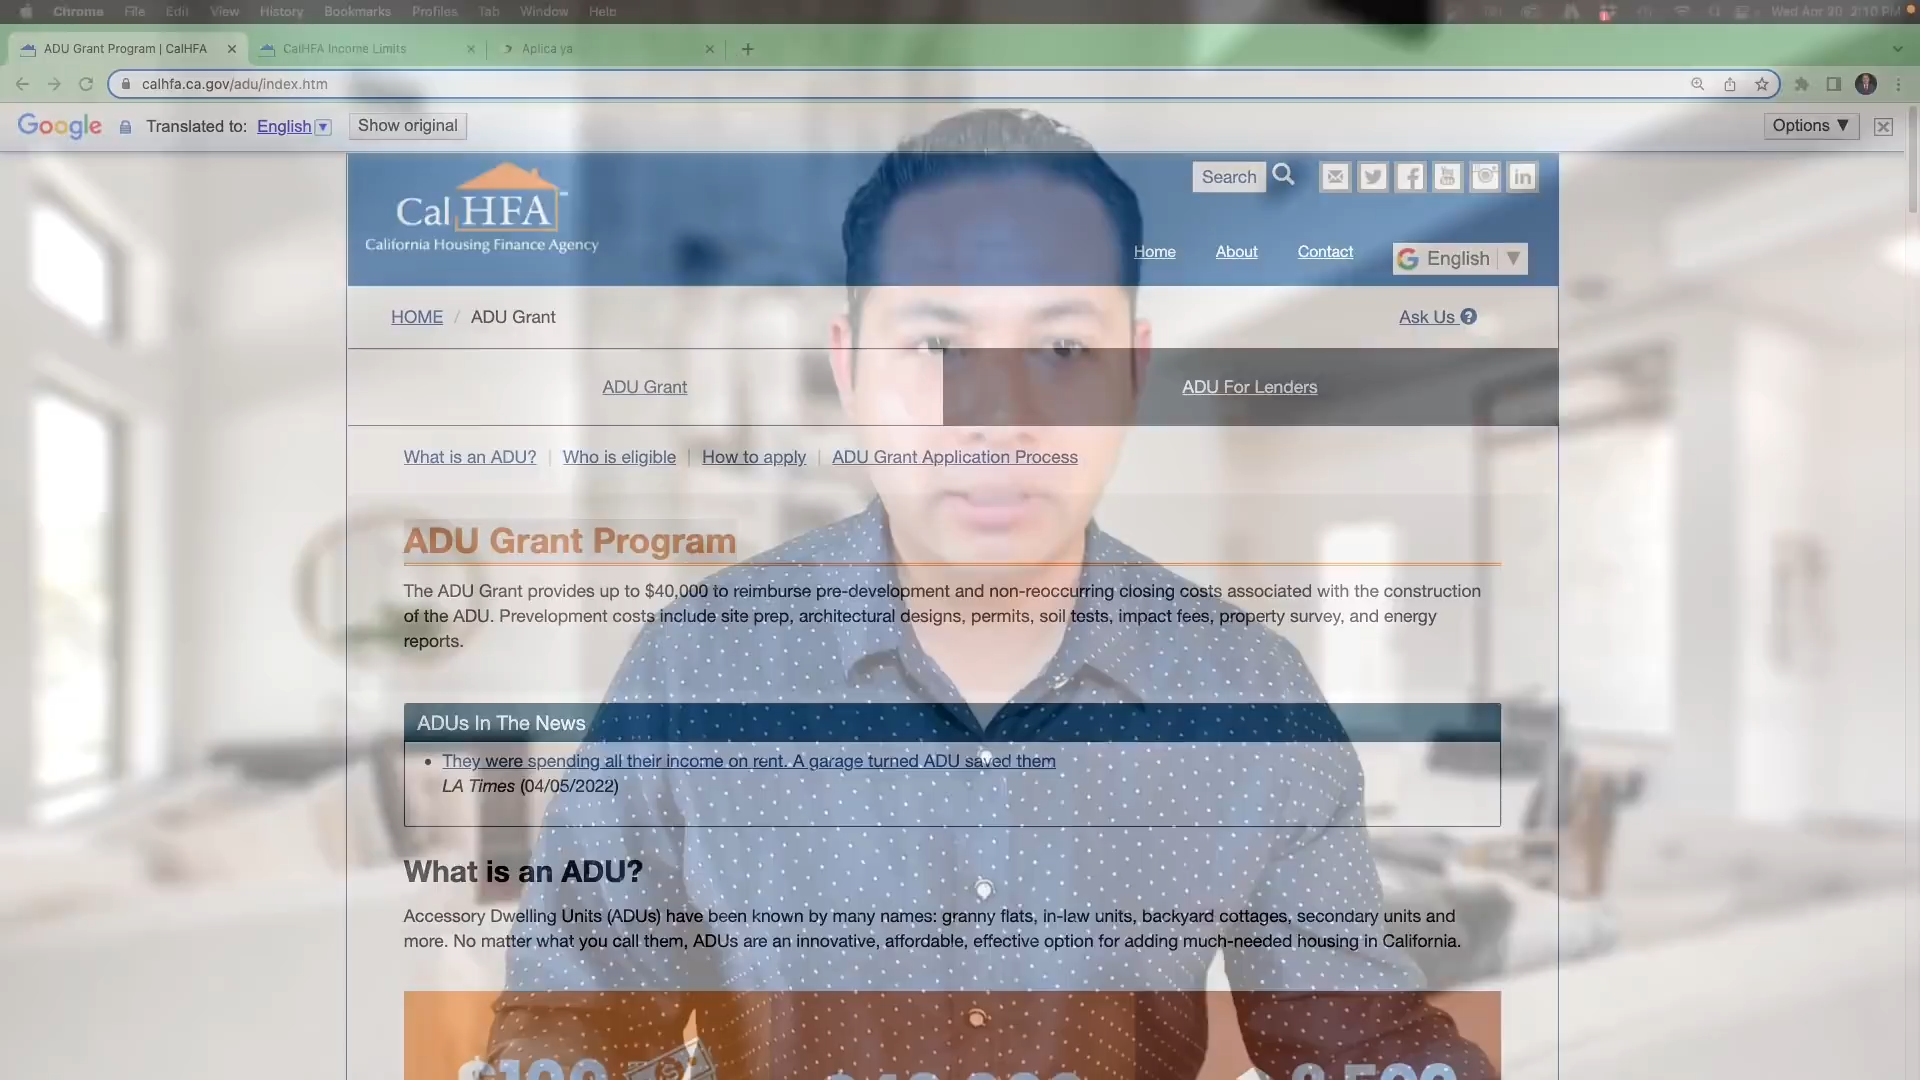 Chrome File Edit View History Bookmarks Profiles Tab Window Help Wed Apr 20 2:10 PM
ADU Grant Program | CalHFA CalHFA Income Limits Aplica ya
calhfa.ca.gov/adu/index.htm
Google Translated to: English Show original Options
Search
Cal HFA
California Housing Finance Agency
Home About Contact English
HOME / ADU Grant Ask Us
ADU Grant ADU For Lenders
What is an ADU? | Who is eligible | How to apply | ADU Grant Application Process
ADU Grant Program
The ADU Grant provides up to $40,000 to reimburse pre-development and non-reoccurring closing costs associated with the construction
of the ADU. Prevelopment costs include site prep, architectural designs, permits, soil tests, impact fees, property survey, and energy
reports.
ADUs In The News
They were spending all their income on rent. A garage turned ADU saved them
LA Times (04/05/2022)
What is an ADU?
Accessory Dwelling Units (ADUs) have been known by many names: granny flats, in-law units, backyard cottages, secondary units and
more. No matter what you call them, ADUs are an innovative, affordable, effective option for adding much-needed housing in California.